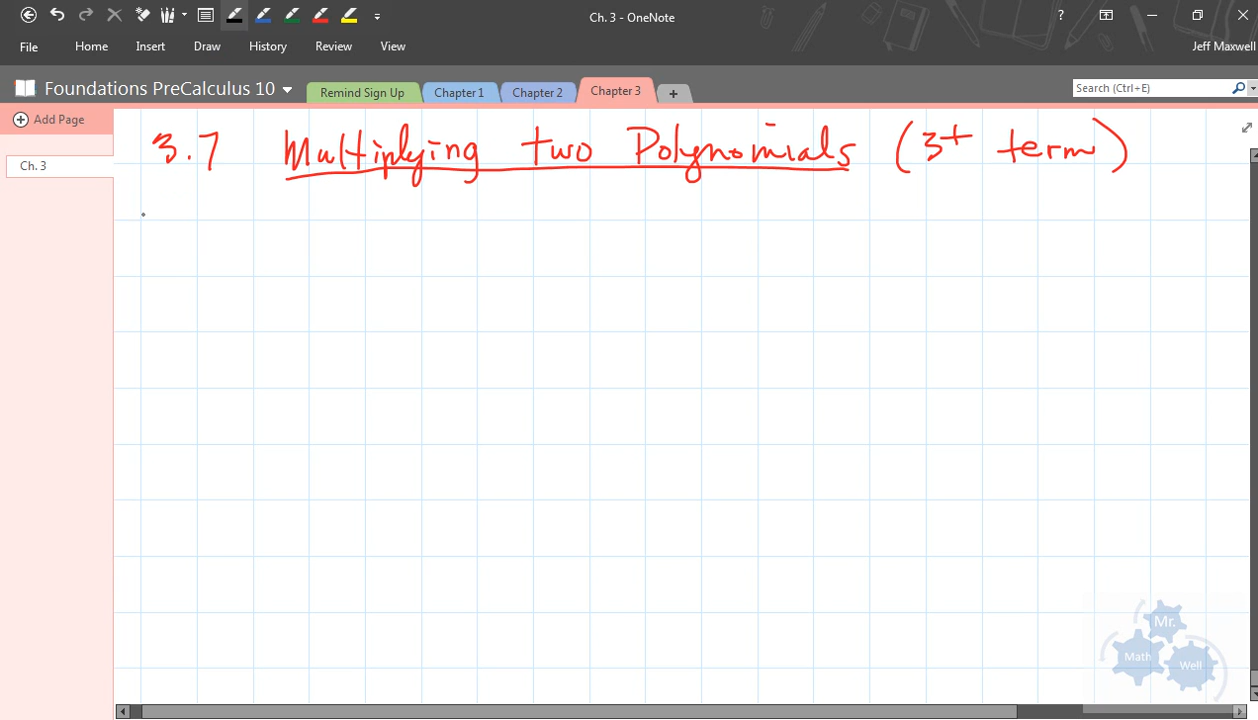 Ch. 3 - OneNote
?
File
Home
Insert
Draw
History
Review
View
Jeff Maxwell
Foundations PreCalculus 10
Remind Sign Up
Chapter 1
Chapter 2
Chapter 3
+
Search (Ctrl+E)
Add Page
Ch. 3
3.7 Multiplying two Polynomials (3+ term)
Mr.
Math
Well